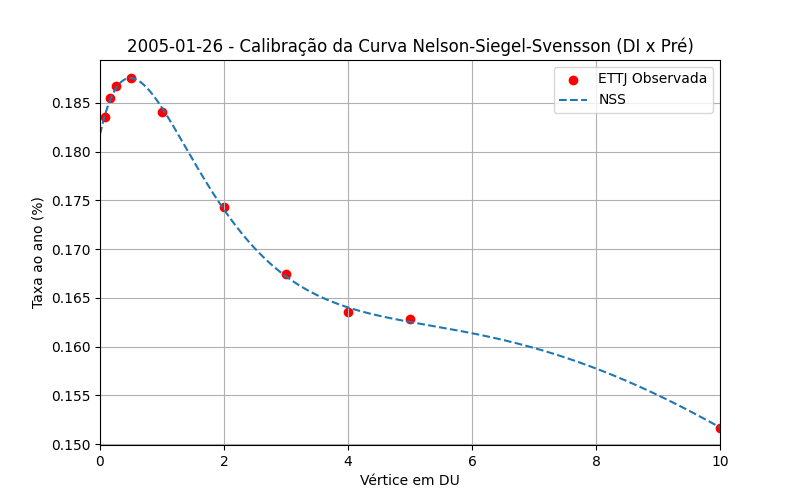 2005-01-26 - Calibração da Curva Nelson-Siegel-Svensson (DI x Pré)
ETTJ Observada
NSS
Taxa ao ano (%)
0.185
0.180
0.175
0.170
0.165
0.160
0.155
0.150
0 2 4 6 8 10
Vértice em DU